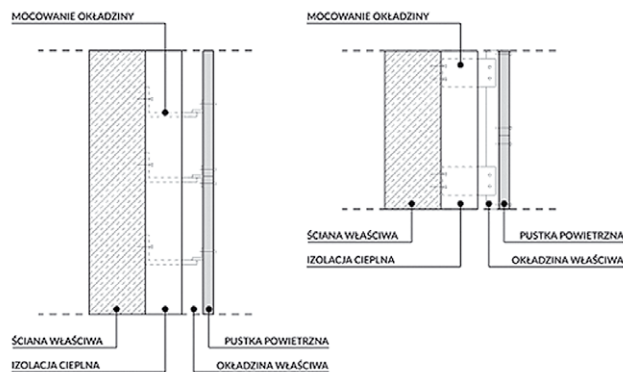 MOCOWANIE OKŁADZINY
ŚCIANA WŁAŚCIWA
PUSTKA POWIETRZNA
IZOLACJA CIEPLNA
OKŁADZINA WŁAŚCIWA
MOCOWANIE OKŁADZINY
ŚCIANA WŁAŚCIWA
PUSTKA POWIETRZNA
IZOLACJA CIEPLNA
OKŁADZINA WŁAŚCIWA